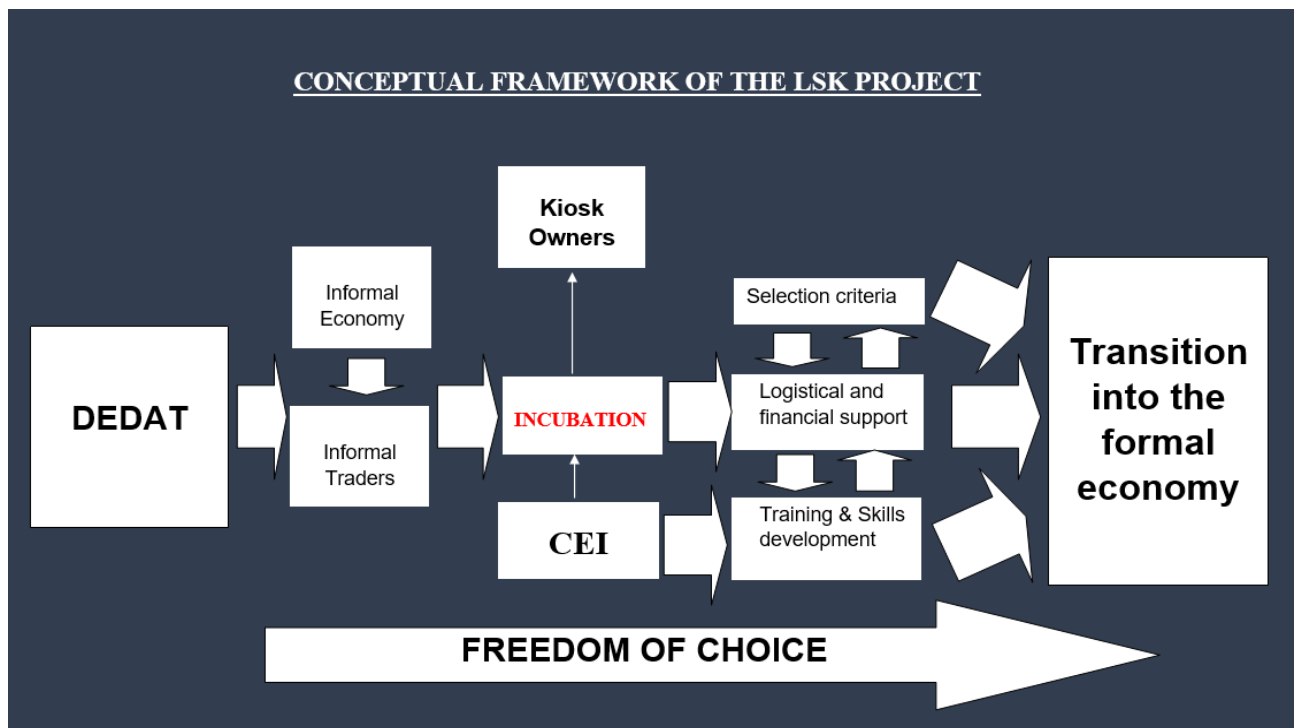 CONCEPTUAL FRAMEWORK OF THE LSK PROJECT
Kiosk
Owners
Informal
Economy
Selection criteria
DEDAT
Informal
Traders
INCUBATION
Logistical and
financial support
CEI
Training & Skills
development
Transition
into the
formal
economy
FREEDOM OF CHOICE